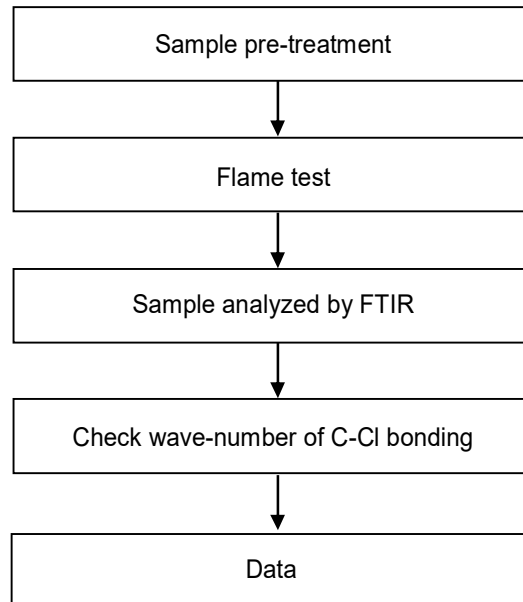 Sample pre-treatment
Flame test
Sample analyzed by FTIR
Check wave-number of C-Cl bonding
Data